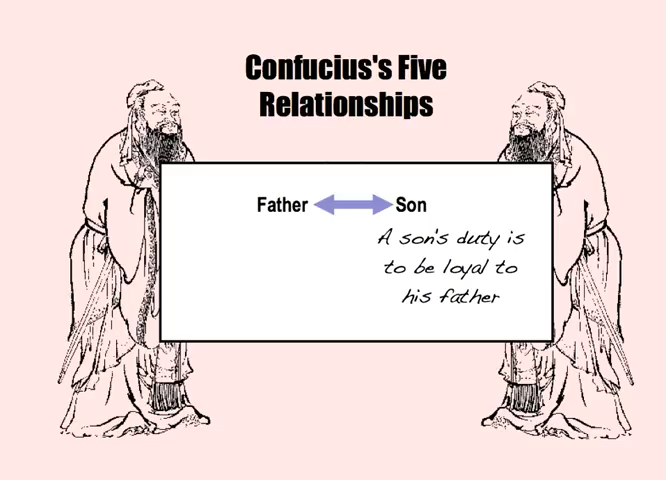 Confucius's Five
Relationships
Father Son
A son's duty is
to be loyal to
his father